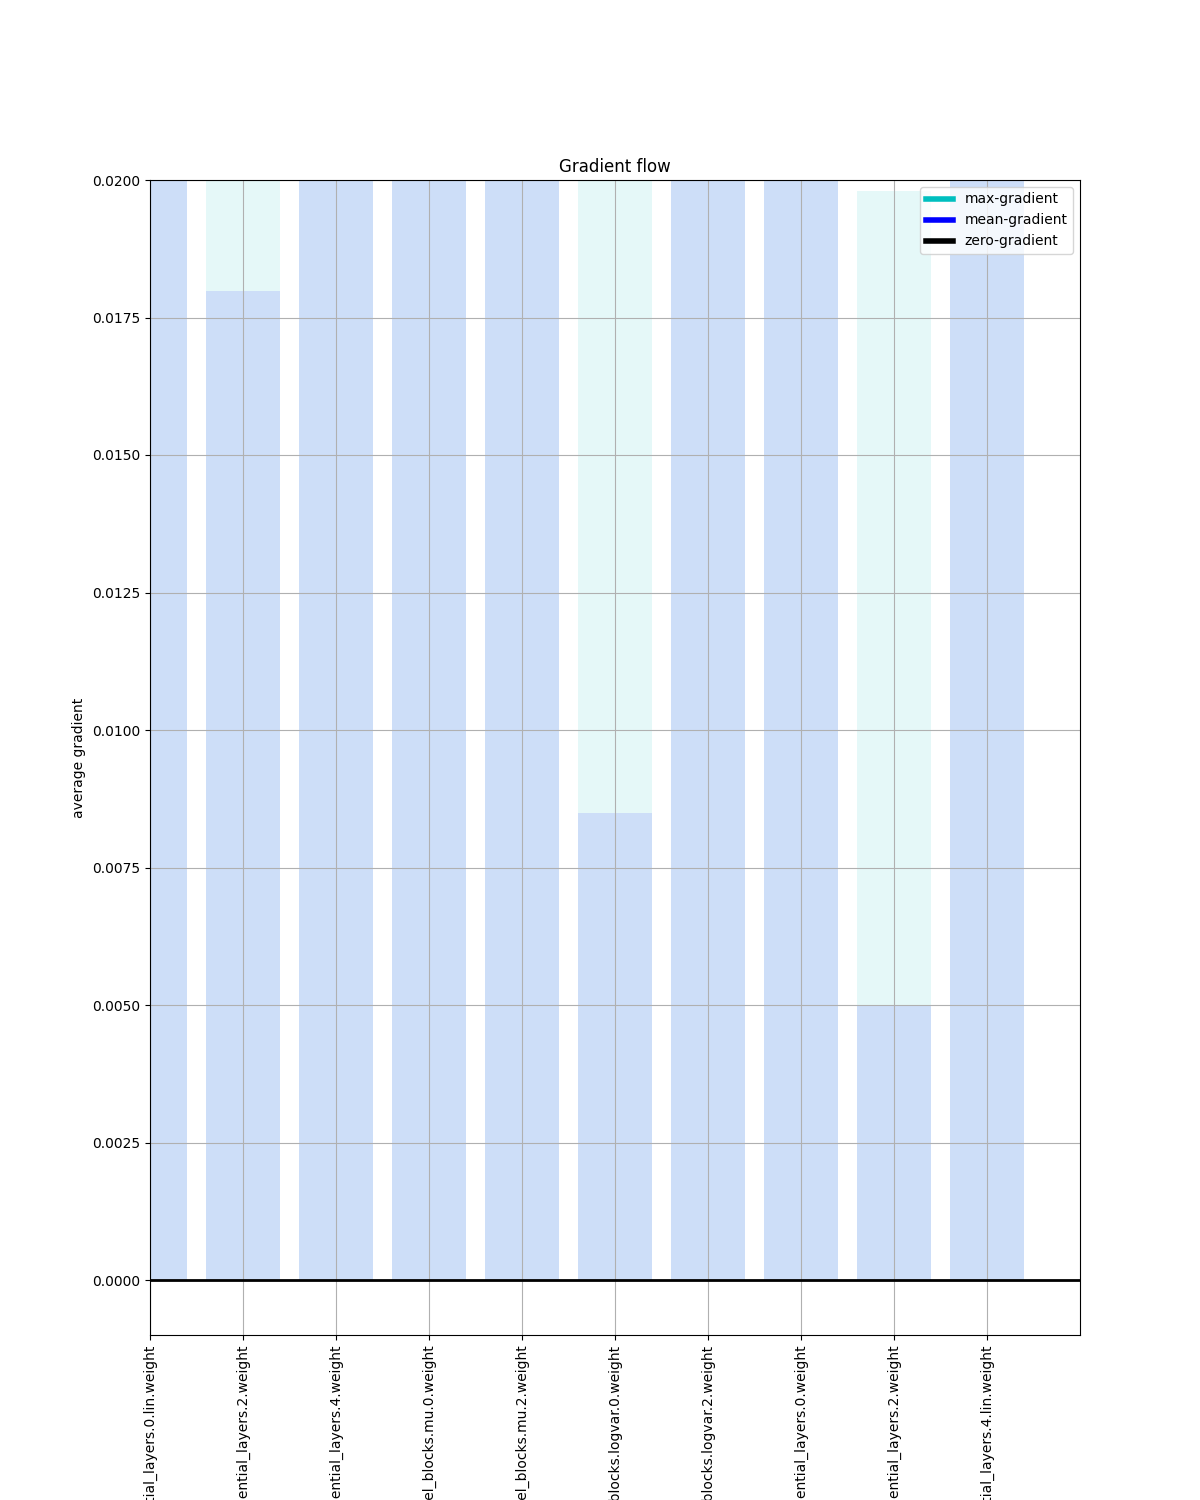 Gradient flow
max-gradient
mean-gradient
zero-gradient
0.0200
0.0175
0.0150
0.0125
0.0100
0.0075
0.0050
0.0025
0.0000
average gradient
tial_layers.0.lin.weight
ential_layers.2.weight
ential_layers.4.weight
el_blocks.mu.0.weight
el_blocks.mu.2.weight
blocks.logvar.0.weight
blocks.logvar.2.weight
ential_layers.0.weight
ential_layers.2.weight
tial_layers.4.lin.weight